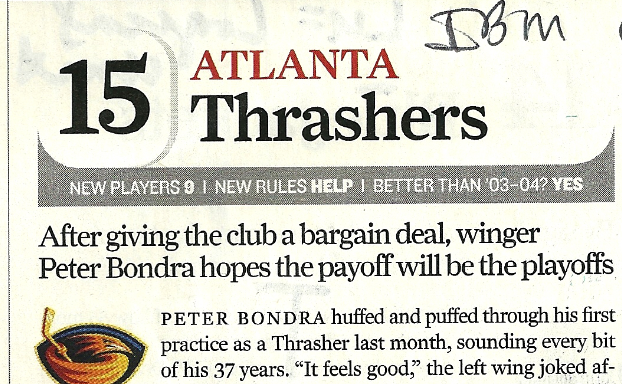 IBM
15
ATLANTA
Thrashers
NEW PLAYERS 9 | NEW RULES HELP | BETTER THAN '03–04? YES
After giving the club a bargain deal, winger
Peter Bondra hopes the payoff will be the playoffs
PETER BONDRA huffed and puffed through his first
practice as a Thrasher last month, sounding every bit
of his 37 years. “It feels good,” the left wing joked af-